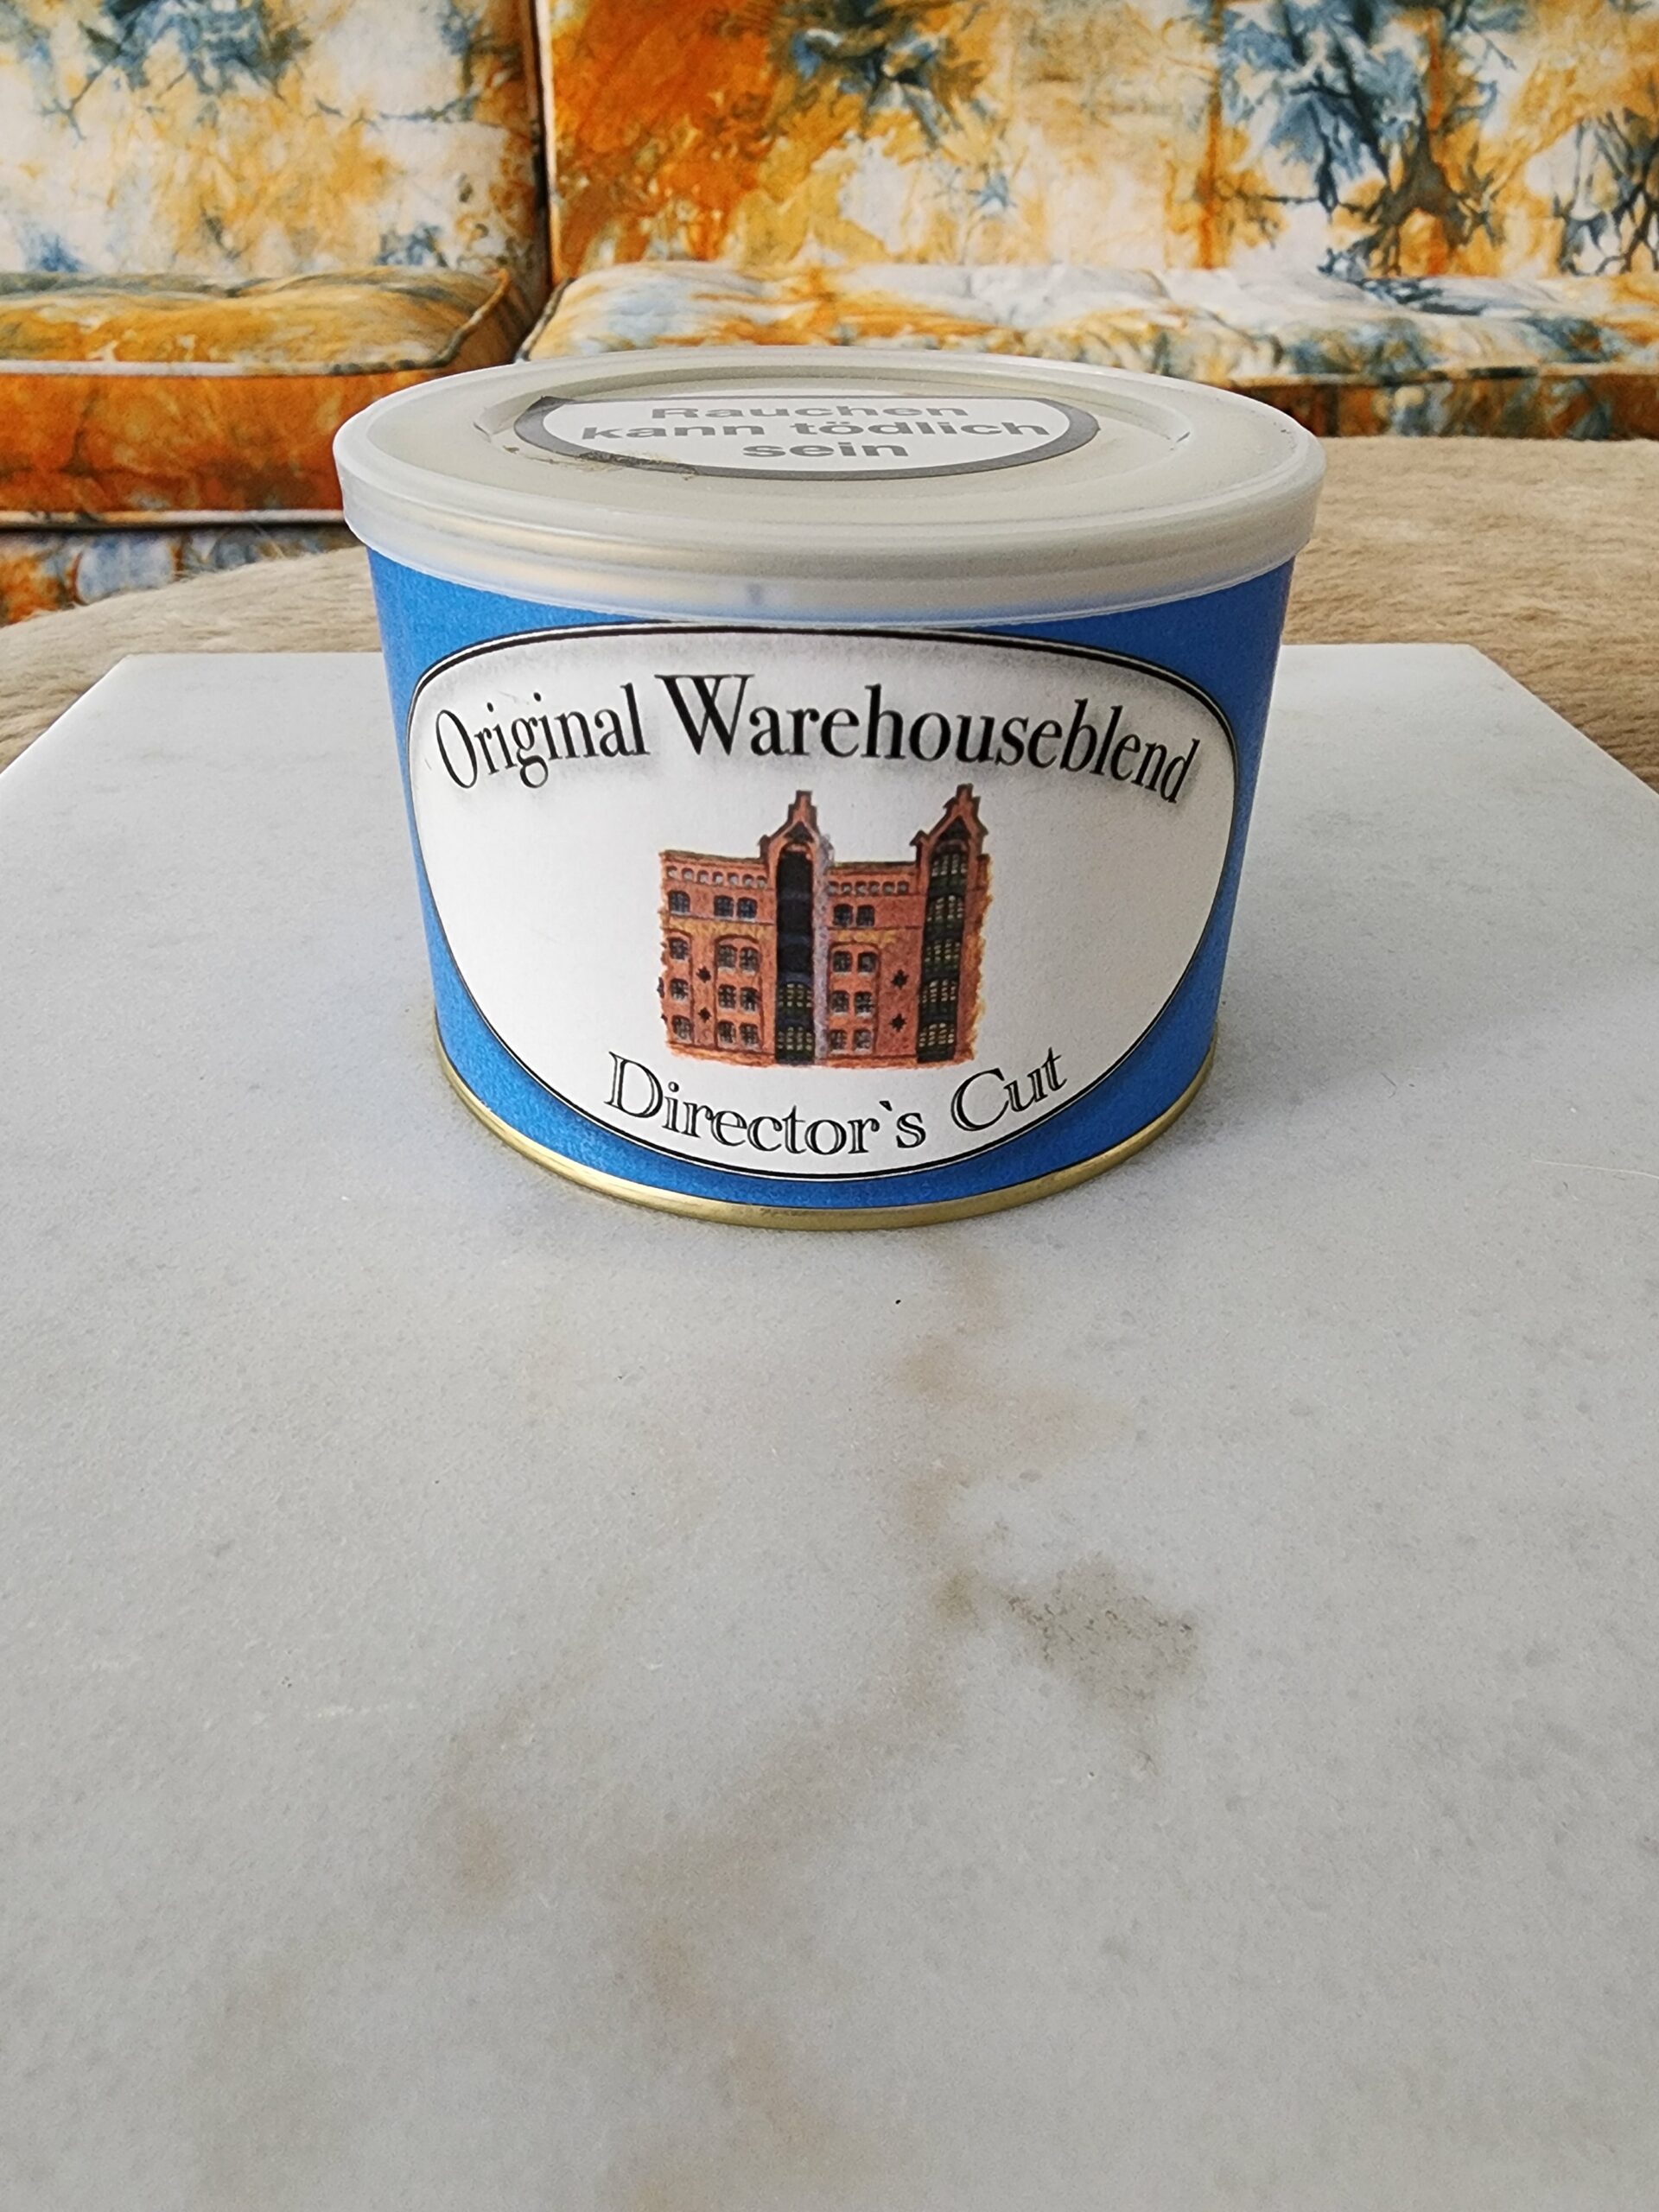 Rauchen
kann tödlich
sein
Original Warehouseblend
Director`s Cut